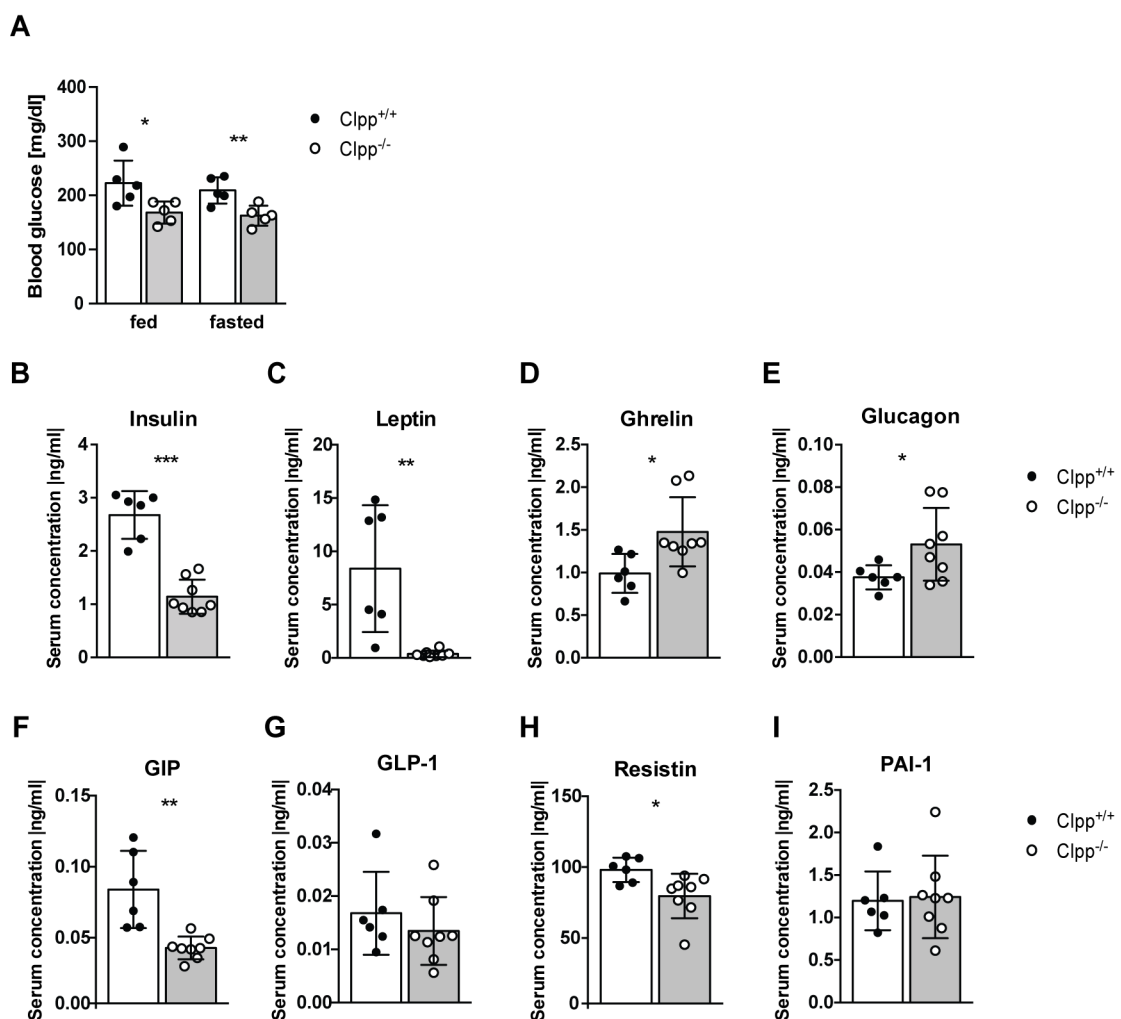 A
Blood glucose [mg/dl]
400
300
200
100
0
*
**
fed
fasted
Clpp+/+
Clpp-/-
B
Insulin
Serum concentration |ng/ml|
4
3
2
1
0
***
C
Leptin
Serum concentration |ng/ml|
20
15
10
5
0
**
D
Ghrelin
Serum concentration |ng/ml|
2.5
2.0
1.5
1.0
0.5
0.0
*
E
Glucagon
Serum concentration |ng/ml|
0.10
0.08
0.06
0.04
0.02
0.00
*
Clpp+/+
Clpp-/-
F
GIP
Serum concentration |ng/ml|
0.15
0.10
0.05
0.00
**
G
GLP-1
Serum concentration |ng/ml|
0.04
0.03
0.02
0.01
0.00
H
Resistin
Serum concentration |ng/ml|
150
100
50
0
*
I
PAI-1
Serum concentration |ng/ml|
2.5
2.0
1.5
1.0
0.5
0.0
Clpp+/+
Clpp-/-